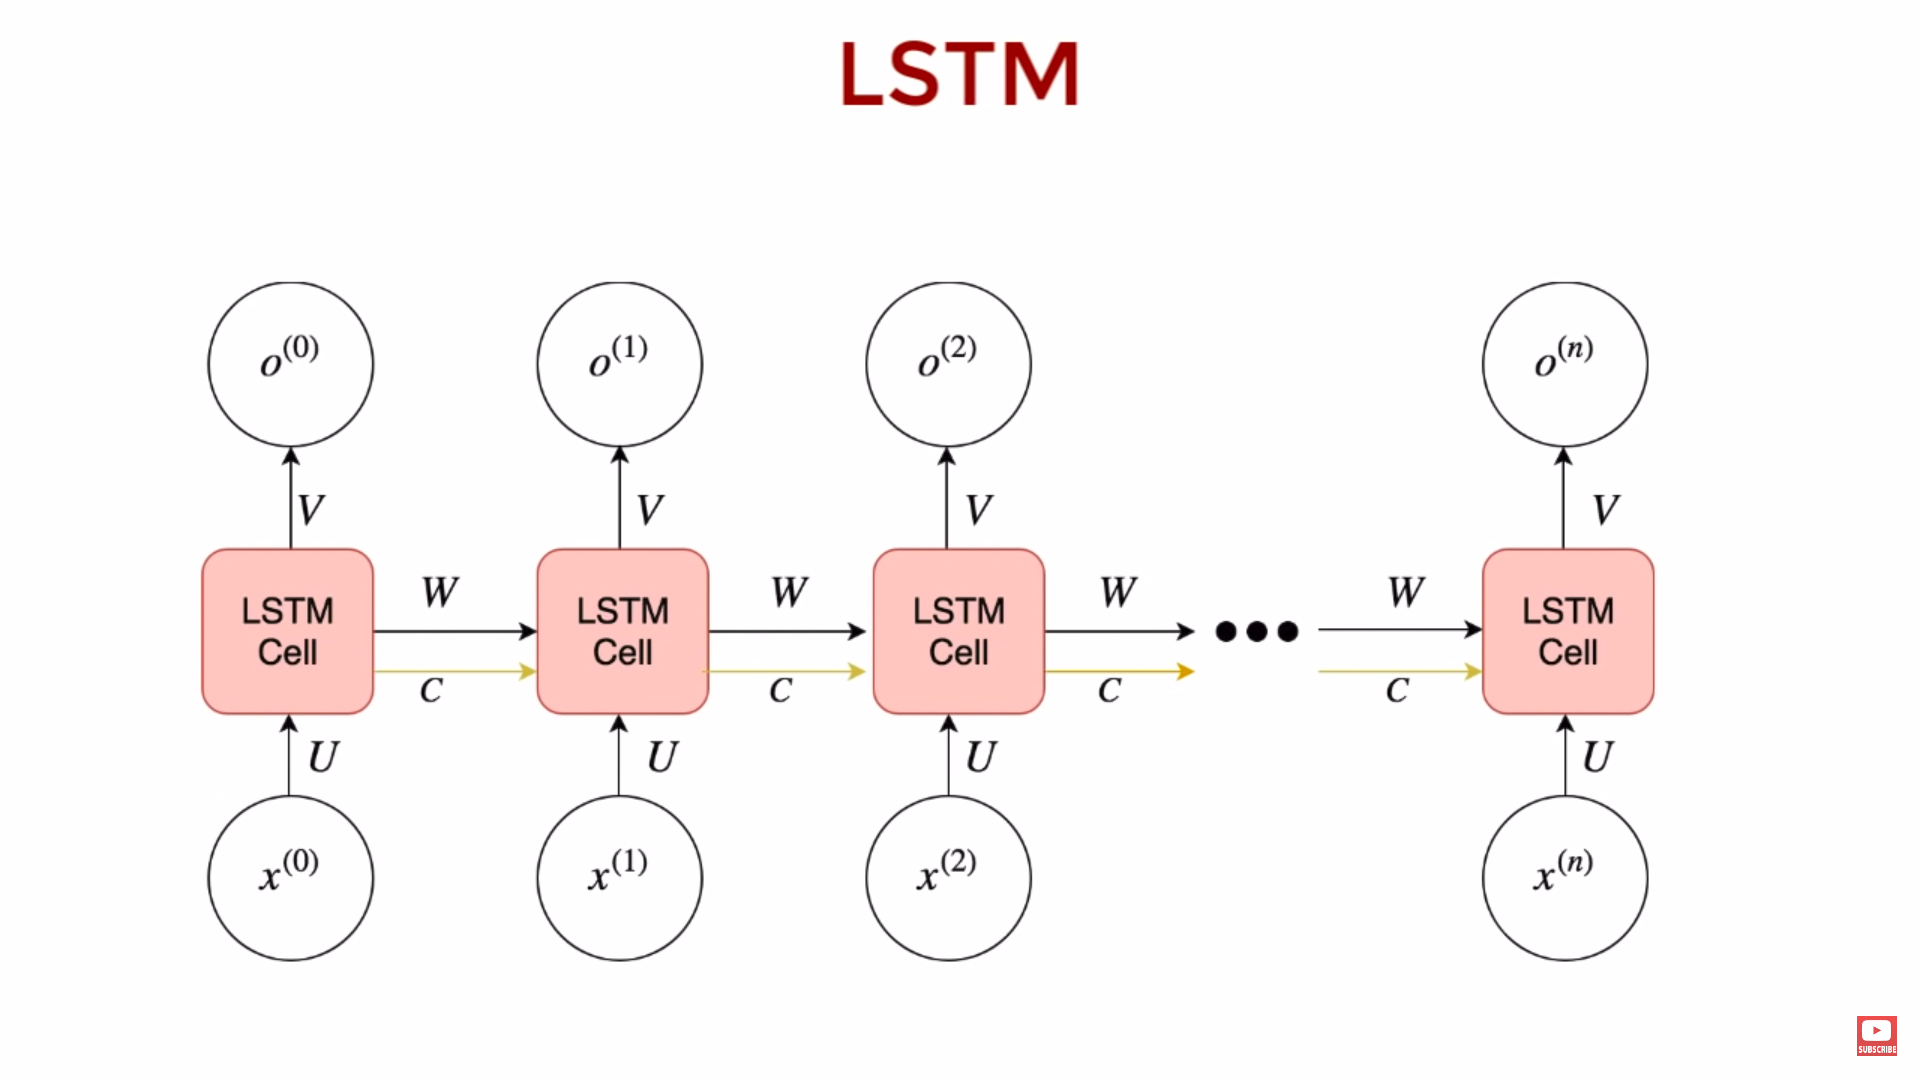 LSTM
o^(0) o^(1) o^(2) o^(n)
V V V V
W W W W
LSTM Cell LSTM Cell LSTM Cell LSTM Cell
C C C C
U U U U
x^(0) x^(1) x^(2) x^(n)
SUBSCRIBE